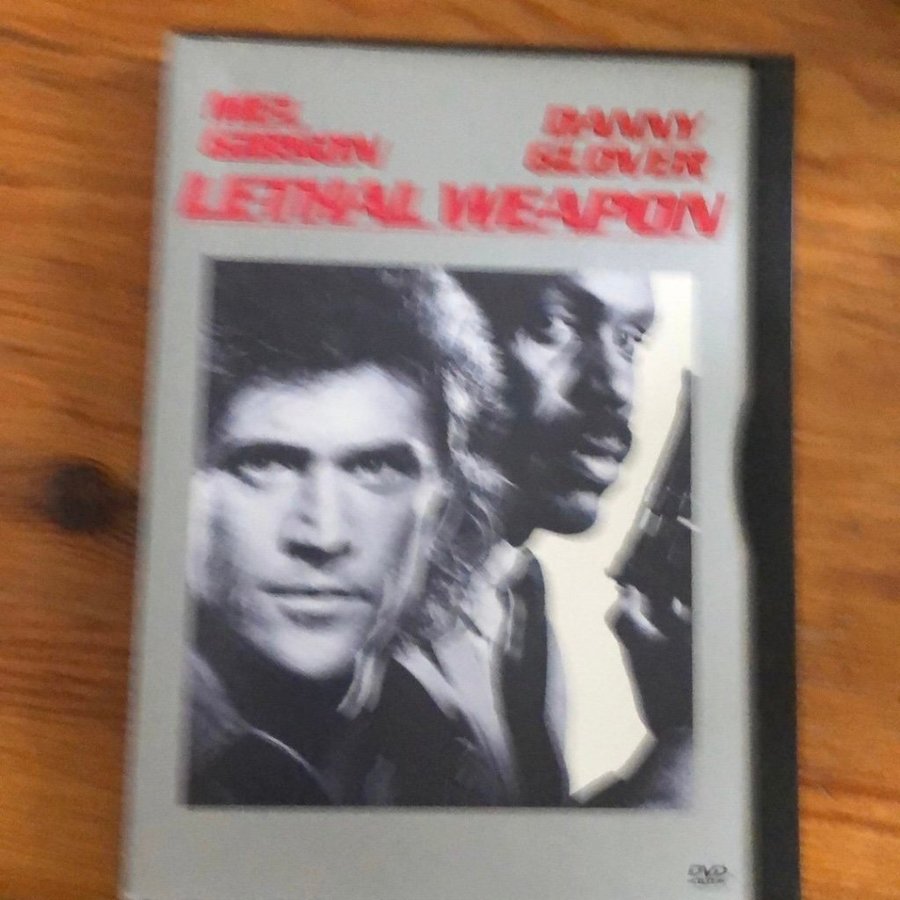 MEL DANNY
GIBSON GLOVER
LETHAL WEAPON
DVD